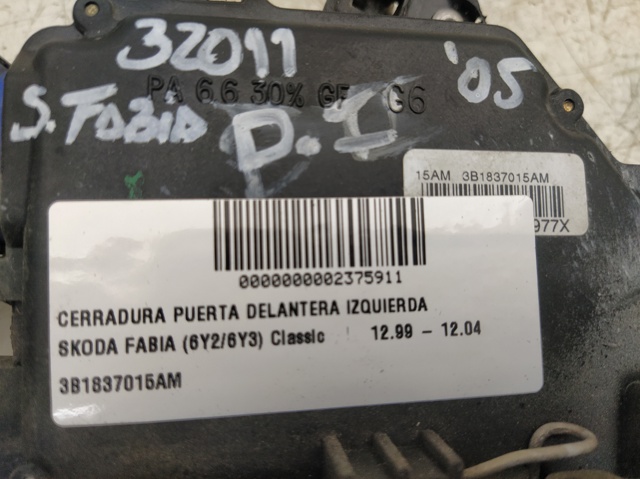 32011
'05
PA 6.6 30% GF G6
S. FABIA
D.I
15AM 3B1837015AM
977X
0000000002375911
CERRADURA PUERTA DELANTERA IZQUIERDA
SKODA FABIA (6Y2/6Y3) Classic 12.99 - 12.04
3B1837015AM